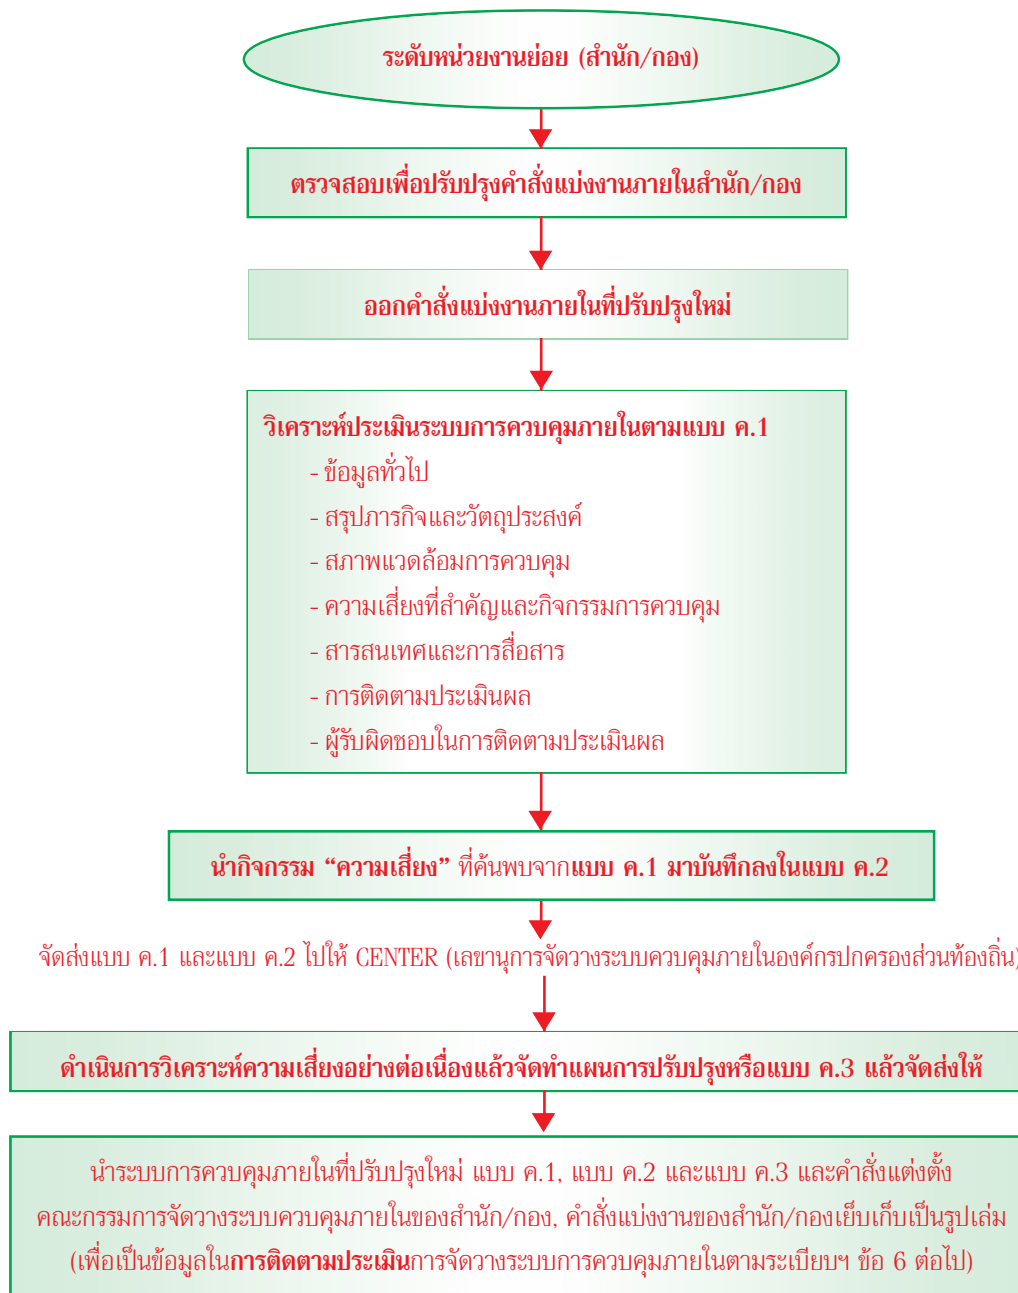 ระดับหน่วยงานย่อย (สำนัก/กอง)
ตรวจสอบเพื่อปรับปรุงคำสั่งแบ่งงานภายในสำนัก/กอง
ออกคำสั่งแบ่งงานภายในที่ปรับปรุงใหม่
วิเคราะห์ประเมินระบบการควบคุมภายในตามแบบ ค.1
- ข้อมูลทั่วไป
- สรุปภารกิจและวัตถุประสงค์
- สภาพแวดล้อมการควบคุม
- ความเสี่ยงที่สำคัญและกิจกรรมการควบคุม
- สารสนเทศและการสื่อสาร
- การติดตามประเมินผล
- ผู้รับผิดชอบในการติดตามประเมินผล
นำกิจกรรม “ความเสี่ยง” ที่ค้นพบจากแบบ ค.1 มาบันทึกลงในแบบ ค.2
จัดส่งแบบ ค.1 และแบบ ค.2 ไปให้ CENTER (เลขานุการจัดวางระบบควบคุมภายในองค์กรปกครองส่วนท้องถิ่น)
ดำเนินการวิเคราะห์ความเสี่ยงอย่างต่อเนื่องแล้วจัดทำแผนการปรับปรุงหรือแบบ ค.3 แล้วจัดส่งให้
นำระบบการควบคุมภายในที่ปรับปรุงใหม่ แบบ ค.1, แบบ ค.2 และแบบ ค.3 และคำสั่งแต่งตั้ง
คณะกรรมการจัดวางระบบควบคุมภายในของสำนัก/กอง, คำสั่งแบ่งงานของสำนัก/กองเย็บเก็บเป็นรูปเล่ม
(เพื่อเป็นข้อมูลในการติดตามประเมินการจัดวางระบบการควบคุมภายในตามระเบียบฯ ข้อ 6 ต่อไป)